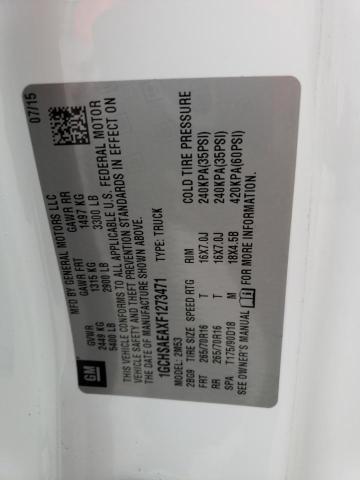 GM
MFD BY GENERAL MOTORS LLC
07/15
GVWR GAWR FRT GAWR RR
2449 KG 1315 KG 1497 KG
5400 LB 2900 LB 3300 LB
THIS VEHICLE CONFORMS TO ALL APPLICABLE U.S. FEDERAL MOTOR
VEHICLE SAFETY AND THEFT PREVENTION STANDARDS IN EFFECT ON
THE DATE OF MANUFACTURE SHOWN ABOVE.
1GCHSAEAXF1273471 TYPE: TRUCK
MODEL: 2M53
2BG9 TIRE SIZE SPEED RTG RIM COLD TIRE PRESSURE
FRT 265/70R16 T 16X7.0J 240KPA(35PSI)
RR 265/70R16 T 16X7.0J 240KPA(35PSI)
SPA T175/90D18 M 18X4.5B 420KPA(60PSI)
SEE OWNER'S MANUAL FOR MORE INFORMATION.